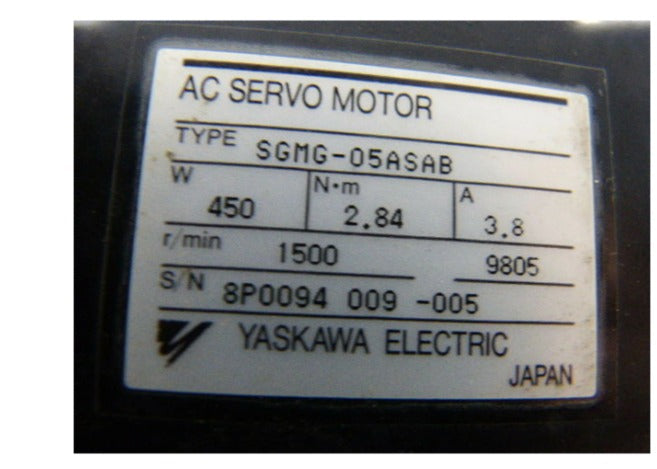 AC SERVO MOTOR
TYPE SGMG-05ASAB
W 450 N·m 2.84 A 3.8
r/min 1500 9805
S/N 8P0094 009 -005
YASKAWA ELECTRIC
JAPAN